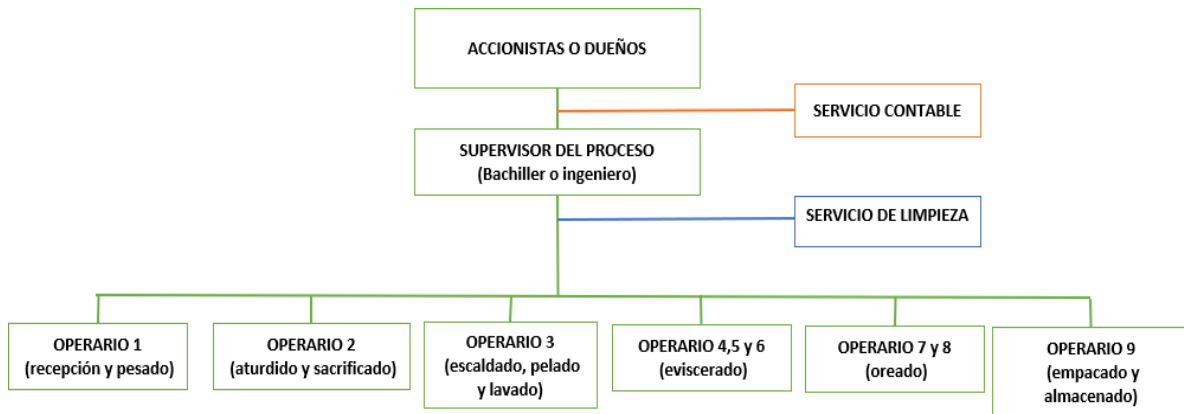 ACCIONISTAS O DUEÑOS
SERVICIO CONTABLE
SUPERVISOR DEL PROCESO
(Bachiller o ingeniero)
SERVICIO DE LIMPIEZA
OPERARIO 1
(recepción y pesado)
OPERARIO 2
(aturdido y sacrificado)
OPERARIO 3
(escaldado, pelado
y lavado)
OPERARIO 4,5 y 6
(eviscerado)
OPERARIO 7 y 8
(oreado)
OPERARIO 9
(empacado y
almacenado)